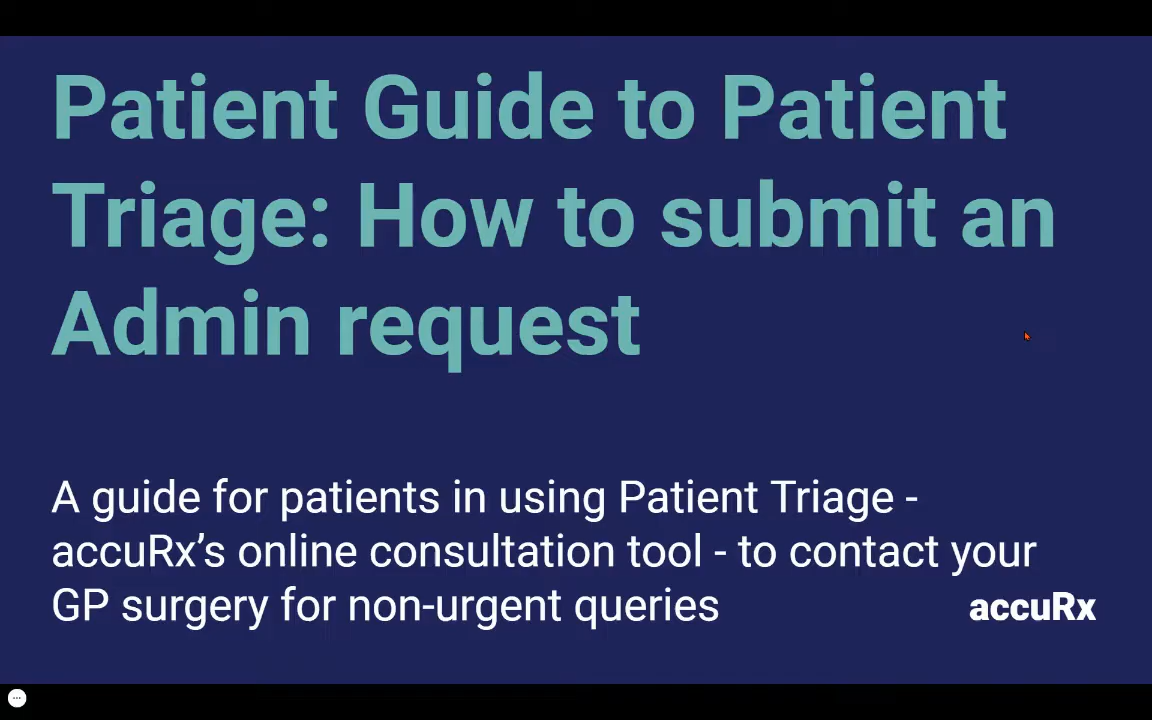 Patient Guide to Patient
Triage: How to submit an
Admin request
A guide for patients in using Patient Triage -
accuRx’s online consultation tool - to contact your
GP surgery for non-urgent queries
accuRx